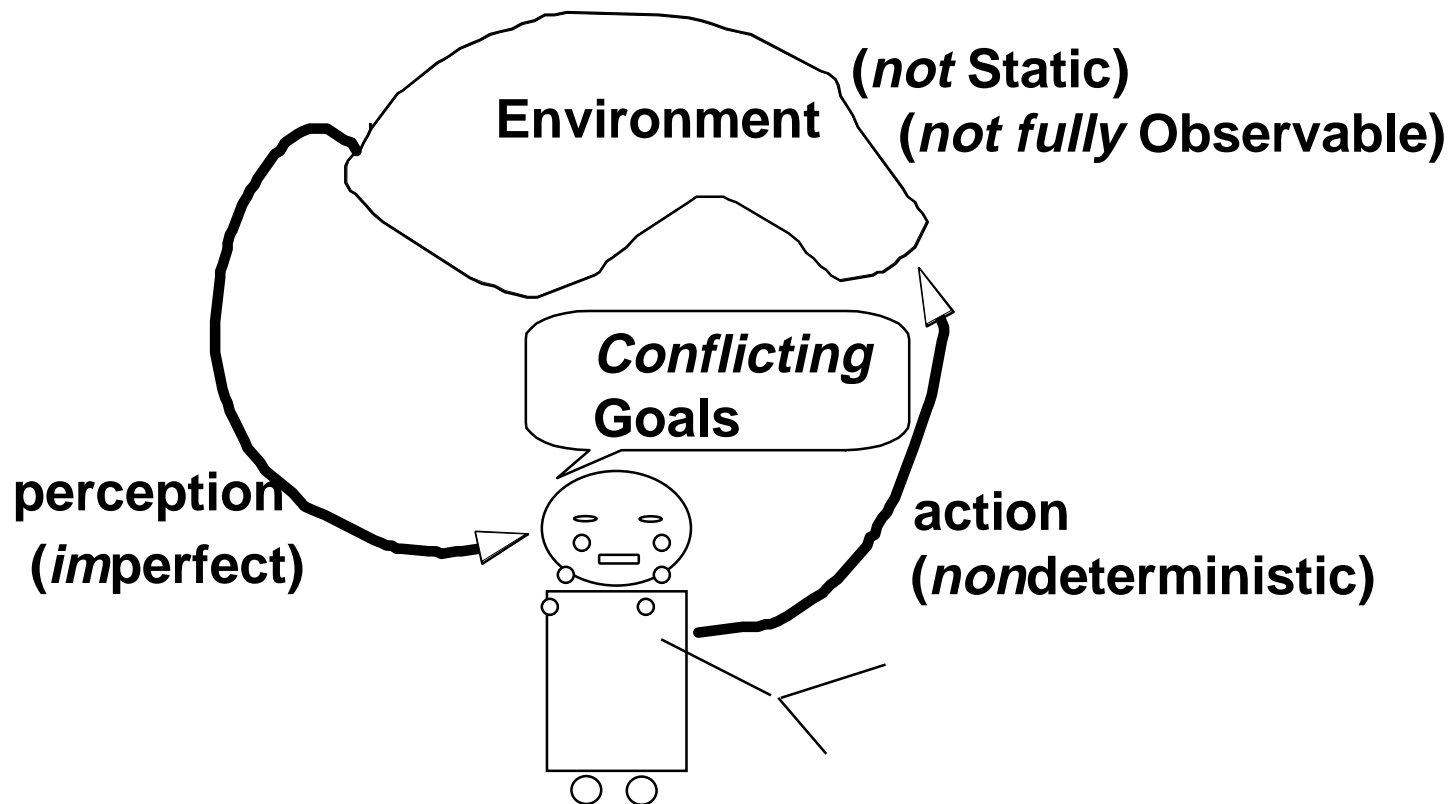 (not Static)
Environment
(not fully Observable)
Conflicting
Goals
perception
(imperfect)
action
(nondeterministic)